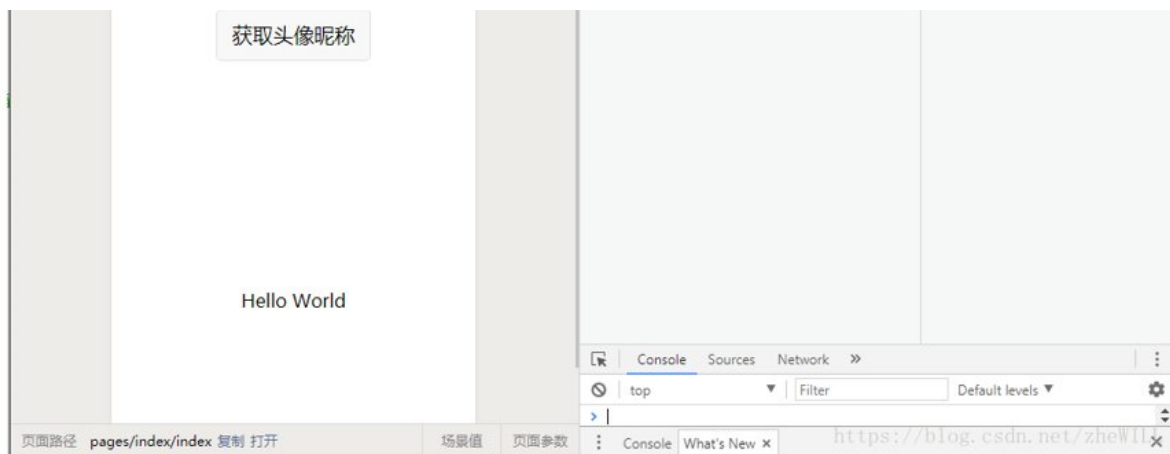 获取头像昵称
Hello World
Console Sources Network »
top ▼ Filter Default levels ▼
>
页面路径 pages/index/index 复制 打开 场景值 页面参数
Console What's New ×
https://blog.csdn.net/zheWILL